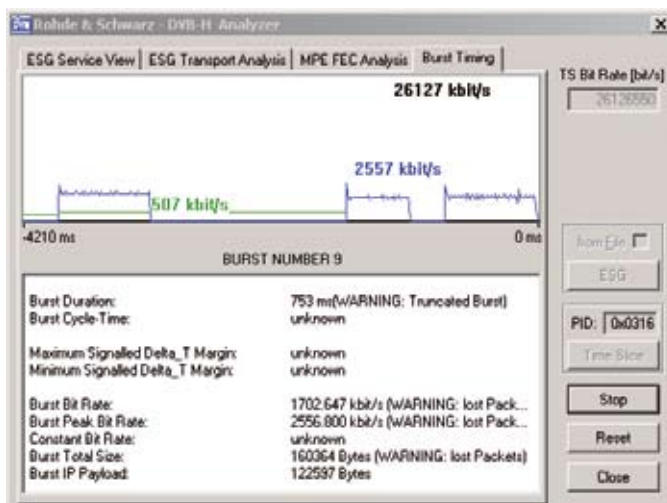 Rohde & Schwarz - DVB-H Analyzer
ESG Service View | ESG Transport Analysis | MPE FEC Analysis | Burst Timing
TS Bit Rate [bit/s]
26126550
26127 kbit/s
2557 kbit/s
507 kbit/s
-4210 ms
0 ms
BURST NUMBER 9
from File
ESG
PID: 0x0316
Time Slice
Stop
Reset
Close
Burst Duration: 753 ms(WARNING: Truncated Burst)
Burst Cycle-Time: unknown
Maximum Signalled Delta_T Margin: unknown
Minimum Signalled Delta_T Margin: unknown
Burst Bit Rate: 1702.647 kbit/s (WARNING: lost Pack...
Burst Peak Bit Rate: 2556.800 kbit/s (WARNING: lost Pack...
Constant Bit Rate: unknown
Burst Total Size: 160364 Bytes (WARNING: lost Packets)
Burst IP Payload: 122597 Bytes